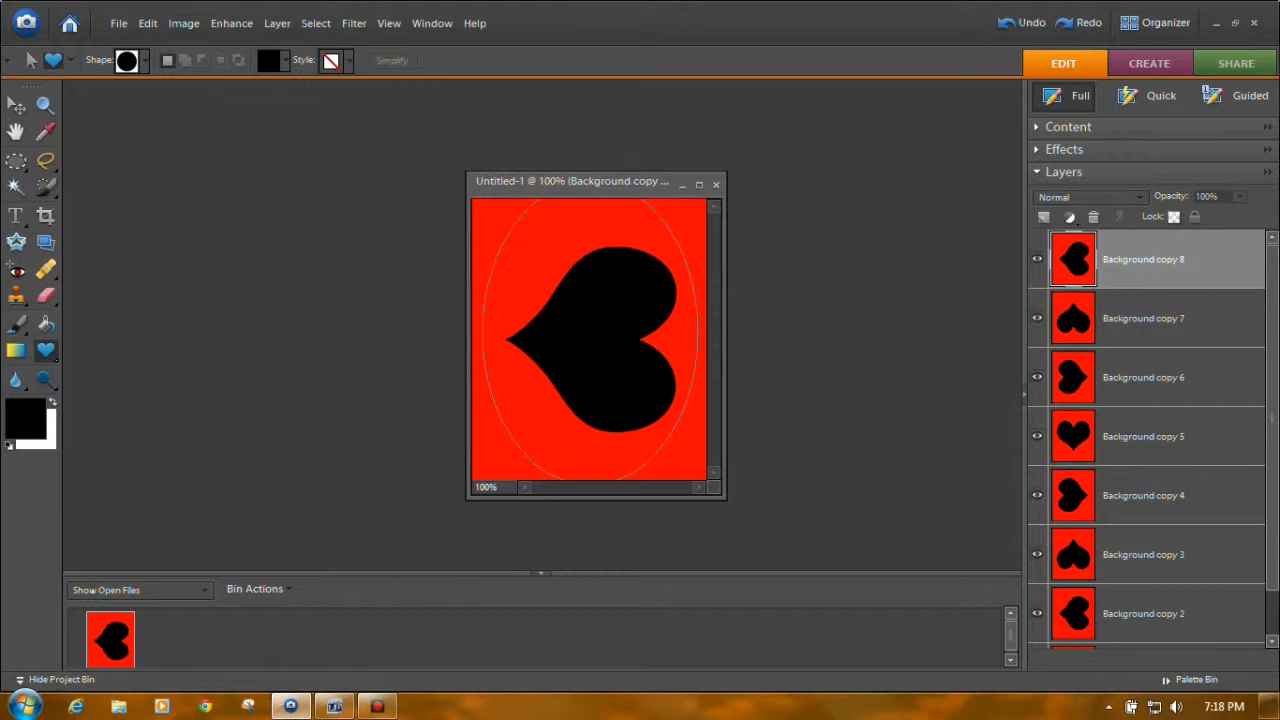 File Edit Image Enhance Layer Select Filter View Window Help
Undo Redo Organizer
Shape: Style: Simplify
EDIT CREATE SHARE
Full Quick Guided
Content
Effects
Layers
Normal Opacity: 100%
Lock:
Untitled-1 @ 100% (Background copy ...
Background copy 8
Background copy 7
Background copy 6
Background copy 5
Background copy 4
Background copy 3
Background copy 2
100%
Show Open Files Bin Actions
Hide Project Bin
Palette Bin
7:18 PM